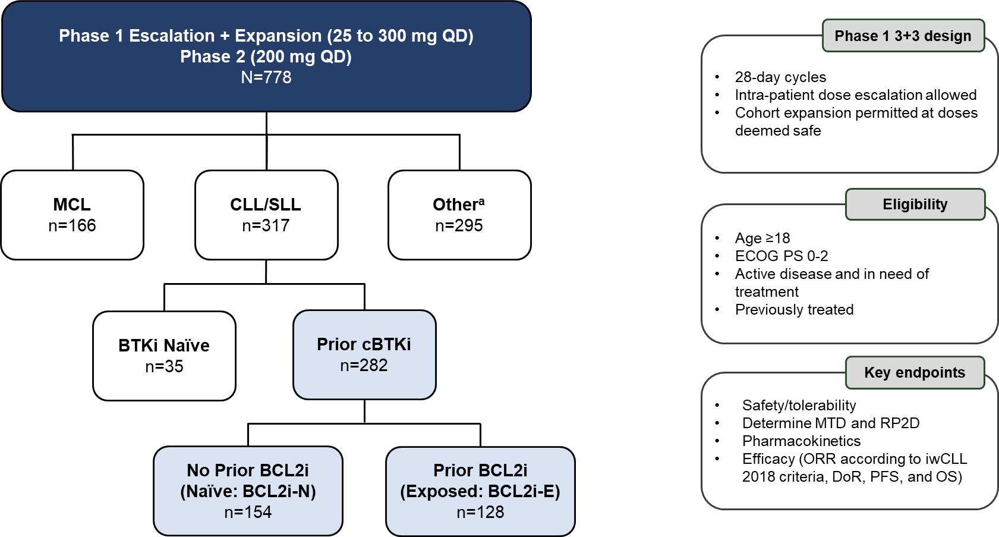 Phase 1 Escalation + Expansion (25 to 300 mg QD)
Phase 2 (200 mg QD)
N=778
MCL
n=166
CLL/SLL
n=317
Otherᵃ
n=295
BTKi Naïve
n=35
Prior cBTKi
n=282
No Prior BCL2i
(Naïve: BCL2i-N)
n=154
Prior BCL2i
(Exposed: BCL2i-E)
n=128
Phase 1 3+3 design
• 28-day cycles
• Intra-patient dose escalation allowed
• Cohort expansion permitted at doses
deemed safe
Eligibility
• Age ≥18
• ECOG PS 0-2
• Active disease and in need of
treatment
• Previously treated
Key endpoints
• Safety/tolerability
• Determine MTD and RP2D
• Pharmacokinetics
• Efficacy (ORR according to iwCLL
2018 criteria, DoR, PFS, and OS)